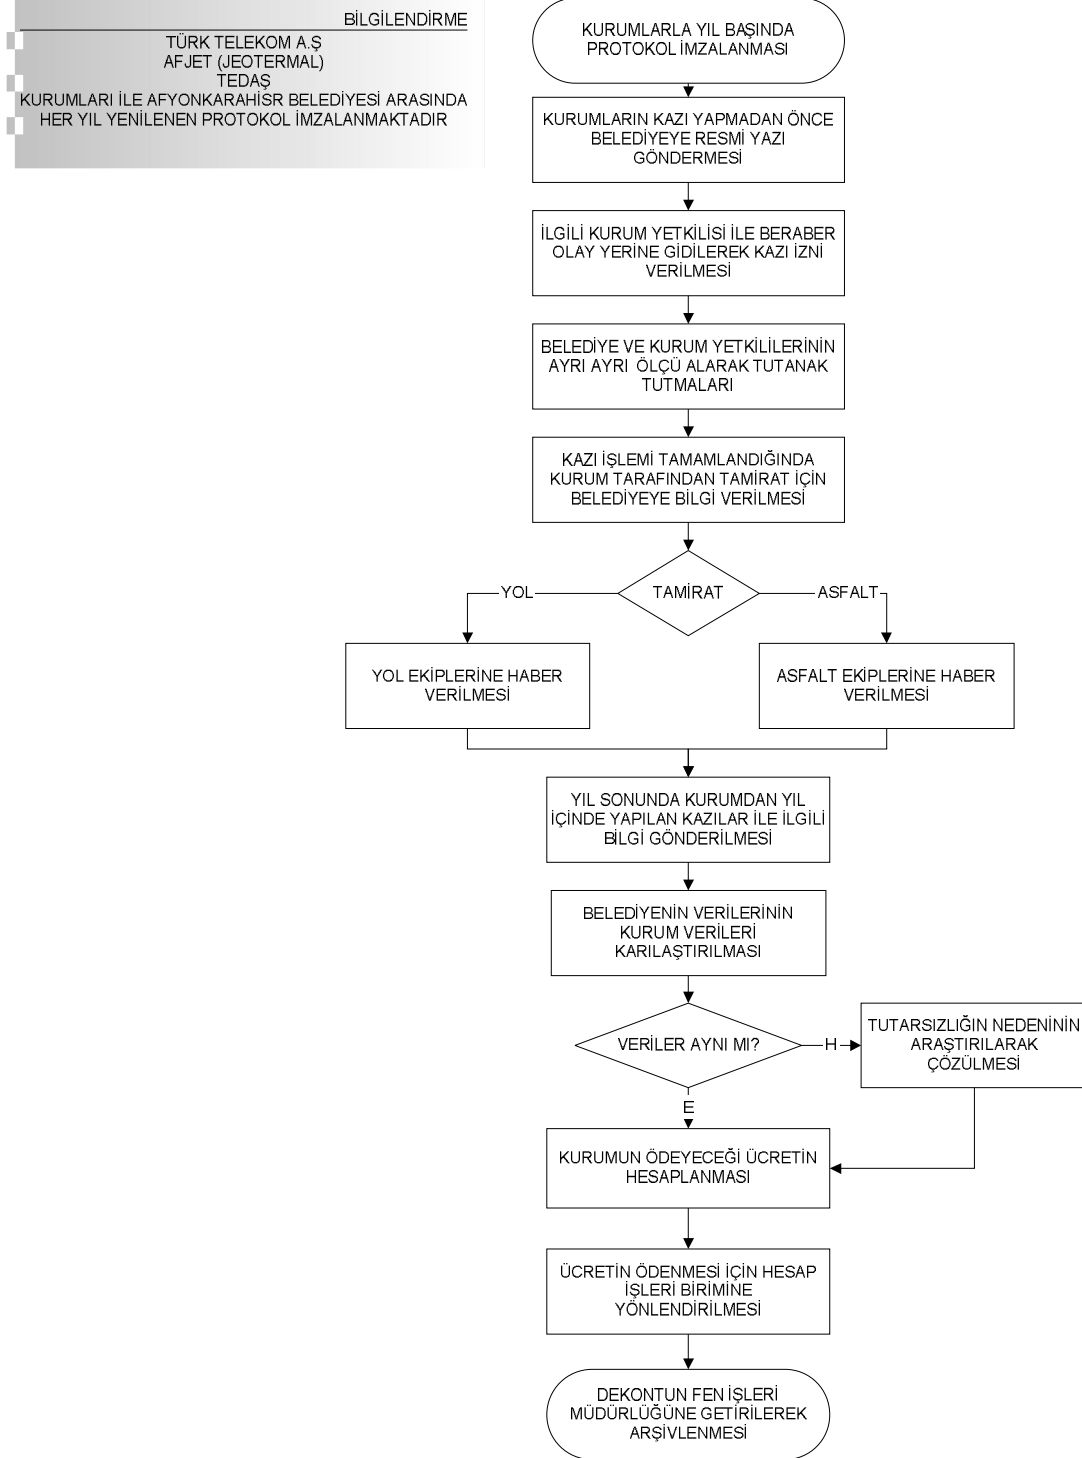 BİLGİLENDİRME
TÜRK TELEKOM A.Ş
AFJET (JEOTERMAL)
TEDAŞ
KURUMLARI İLE AFYONKARAHİSR BELEDİYESİ ARASINDA
HER YIL YENİLENEN PROTOKOL İMZALANMAKTADIR
KURUMLARLA YIL BAŞINDA
PROTOKOL İMZALANMASI
KURUMLARIN KAZI YAPMADAN ÖNCE
BELEDİYEYE RESMİ YAZI
GÖNDERMESİ
İLGİLİ KURUM YETKİLİSİ İLE BERABER
OLAY YERİNE GİDİLEREK KAZI İZNİ
VERİLMESİ
BELEDİYE VE KURUM YETKİLİLERİNİN
AYRI AYRI ÖLÇÜ ALARAK TUTANAK
TUTMALARI
KAZI İŞLEMİ TAMAMLANDIĞINDA
KURUM TARAFINDAN TAMİRAT İÇİN
BELEDİYEYE BİLGİ VERİLMESİ
YOL
TAMİRAT
ASFALT
YOL EKİPLERİNE HABER
VERİLMESİ
ASFALT EKİPLERİNE HABER
VERİLMESİ
YIL SONUNDA KURUMDAN YIL
İÇİNDE YAPILAN KAZILAR İLE İLGİLİ
BİLGİ GÖNDERİLMESİ
BELEDİYENİN VERİLERİNİN
KURUM VERİLERİ
KARILAŞTIRILMASI
VERİLER AYNI MI?
H
TUTARSIZLIĞIN NEDENİNİN
ARAŞTIRILARAK
ÇÖZÜLMESİ
E
KURUMUN ÖDEYECEĞİ ÜCRETİN
HESAPLANMASI
ÜCRETİN ÖDENMESİ İÇİN HESAP
İŞLERİ BİRİMİNE
YÖNLENDİRİLMESİ
DEKONTUN FEN İŞLERİ
MÜDÜRLÜĞÜNE GETİRİLEREK
ARŞİVLENMESİ